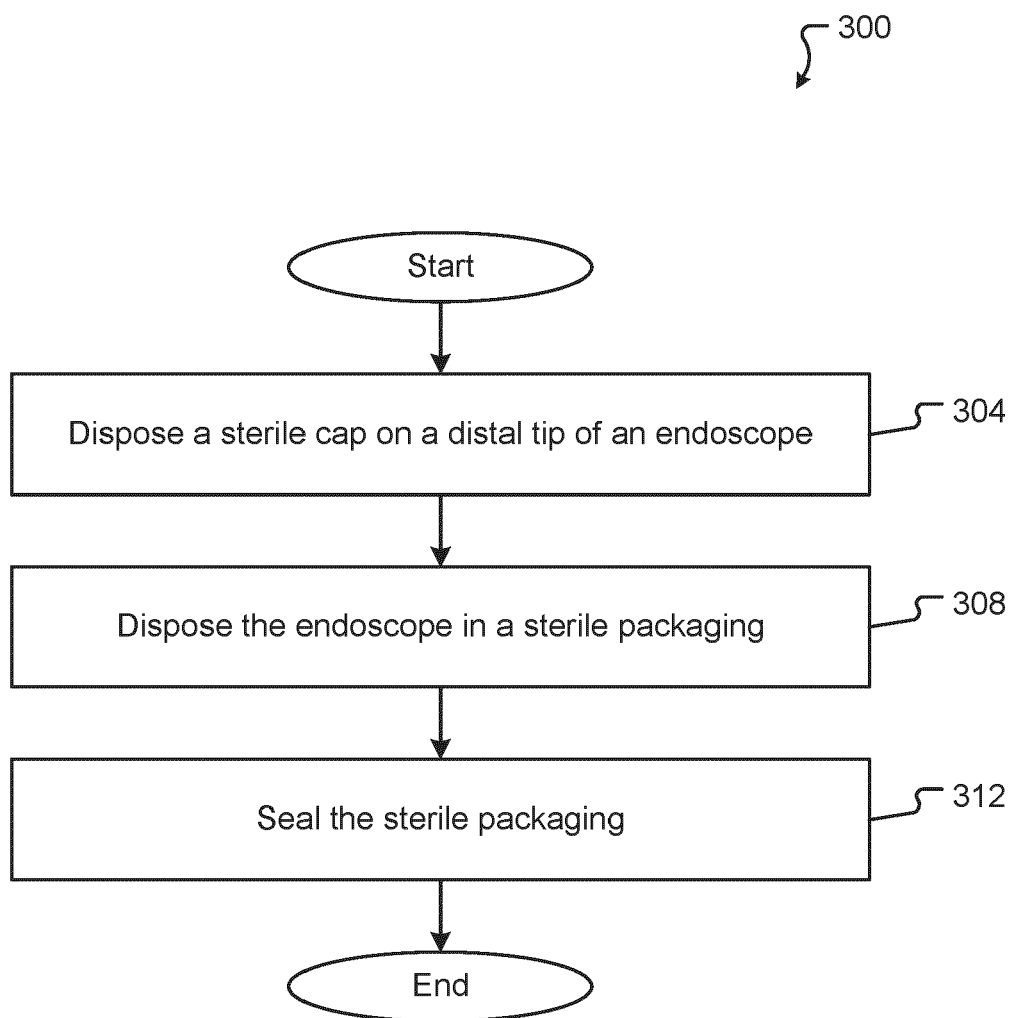 300
Start
Dispose a sterile cap on a distal tip of an endoscope
304
Dispose the endoscope in a sterile packaging
308
Seal the sterile packaging
312
End